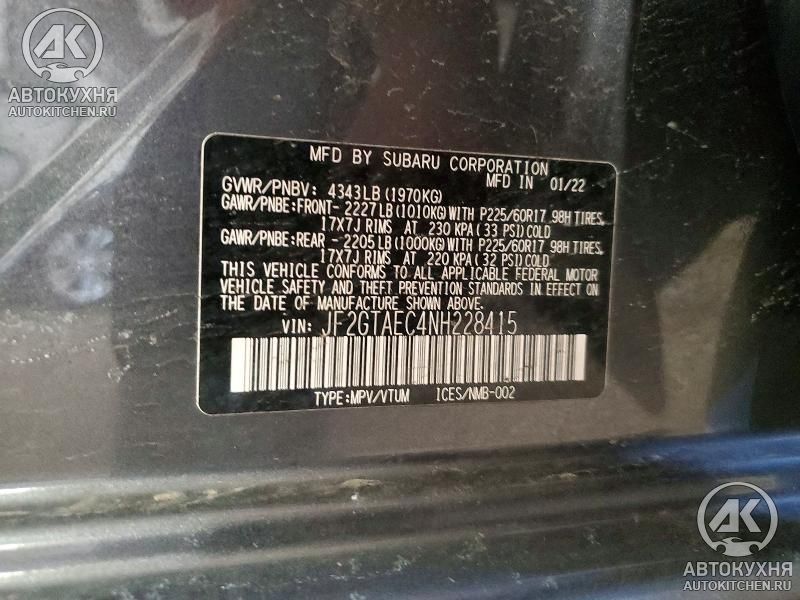 AK
АВТОКУХНЯ
AUTOKITCHEN.RU
MFD BY SUBARU CORPORATION
MFD IN 01/22
GVWR/PNBV: 4343LB (1970KG)
GAWR/PNBE:FRONT- 2227LB (1010KG) WITH P225/60R17 98H TIRES,
17X7J RIMS AT 230 KPA (33 PSI) COLD
GAWR/PNBE:REAR - 2205LB (1000KG) WITH P225/60R17 98H TIRES,
17X7J RIMS AT 220 KPA (32 PSI) COLD
THIS VEHICLE CONFORMS TO ALL APPLICABLE FEDERAL MOTOR
VEHICLE SAFETY AND THEFT PREVENTION STANDARDS IN EFFECT ON
THE DATE OF MANUFACTURE SHOWN ABOVE.
VIN: JF2GTAEC4NH228415
TYPE:MPV/VTUM ICES/NMB-002
AK
АВТОКУХНЯ
AUTOKITCHEN.RU